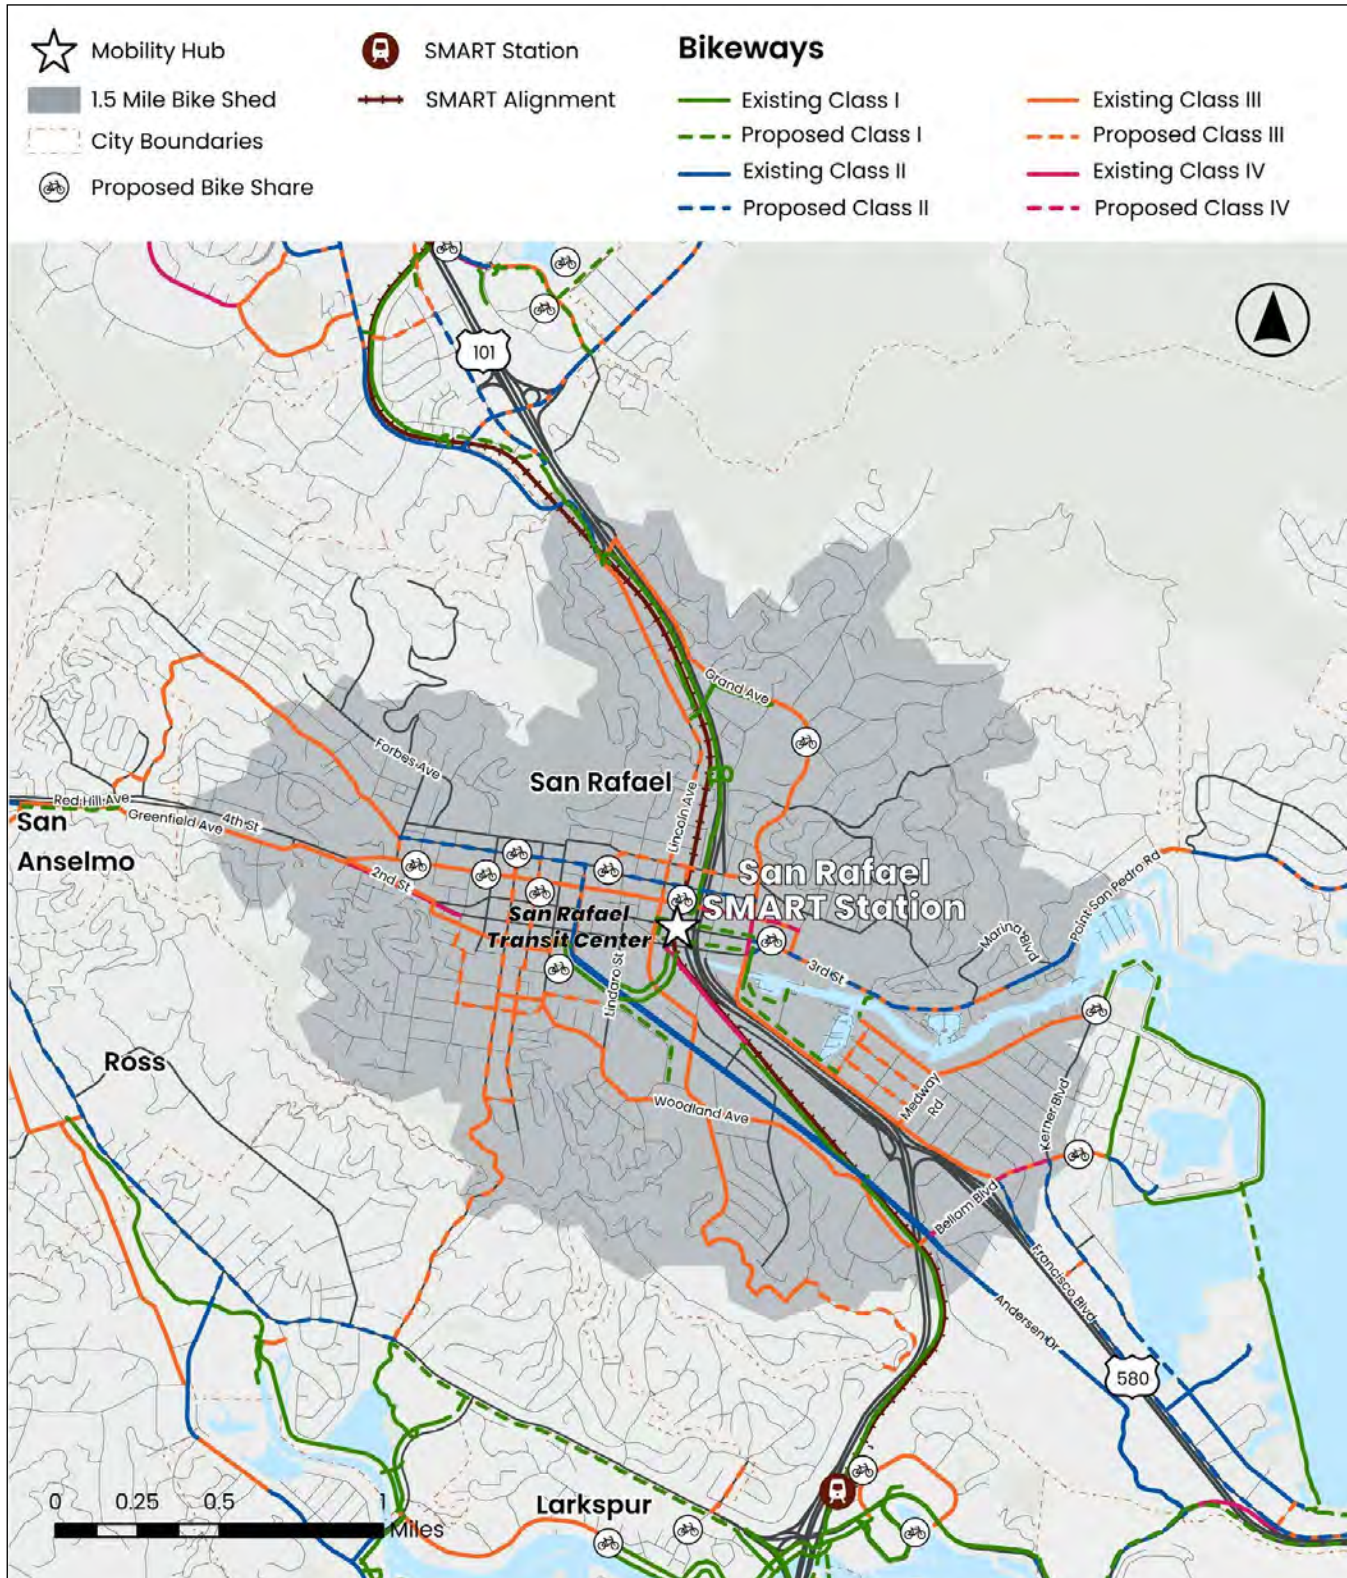 Mobility Hub
SMART Station
Bikeways
1.5 Mile Bike Shed
SMART Alignment
Existing Class I
Existing Class III
City Boundaries
Proposed Class I
Proposed Class III
Existing Class II
Existing Class IV
Proposed Bike Share
Proposed Class II
Proposed Class IV
101
Grand Ave
Forbes Ave
San Rafael
Lincoln Ave
Red Hill Ave
Greenfield Ave
4th St
San
Anselmo
2nd St
San Rafael
SMART Station
San Rafael
Transit Center
Point San Pedro Rd
Marina Blvd
3rd St
Lindaro St
Ross
Medway
Rd
Kerner Blvd
Woodland Ave
Bellam Blvd
Francisco Blvd
Andersen Dr
580
Larkspur
0 0.25 0.5 1
Miles